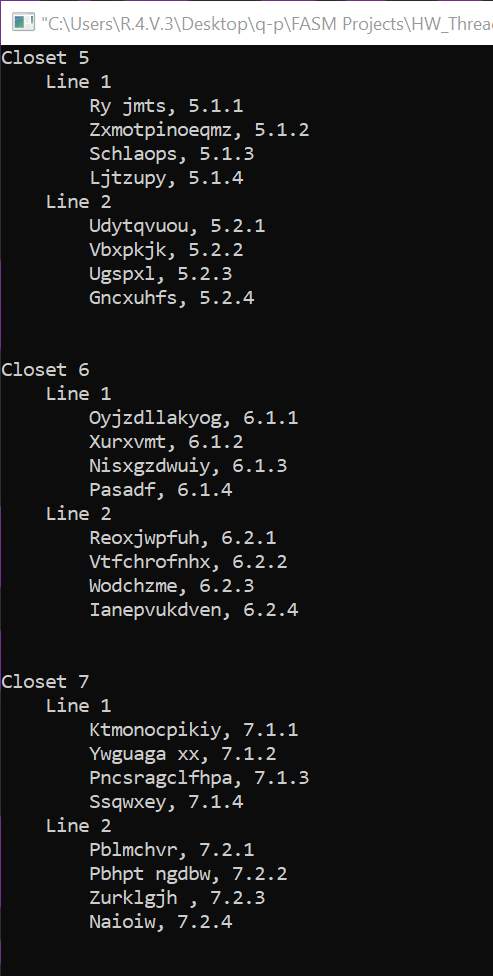 "C:\Users\R.4.V.3\Desktop\q-p\FASM Projects\HW_Threa
Closet 5
Line 1
Ry jmts, 5.1.1
Zxmotpinoeqmz, 5.1.2
Schlaops, 5.1.3
Ljtzupy, 5.1.4
Line 2
Udytqvuou, 5.2.1
Vbxpkjk, 5.2.2
Ugspxl, 5.2.3
Gncxuhfs, 5.2.4
Closet 6
Line 1
Oyjzdllakyog, 6.1.1
Xurxvmt, 6.1.2
Nisxgzdwuiy, 6.1.3
Pasadf, 6.1.4
Line 2
Reoxjwpfuh, 6.2.1
Vtfchrofnhx, 6.2.2
Wodchzme, 6.2.3
Ianepvukdven, 6.2.4
Closet 7
Line 1
Ktmonocpikiy, 7.1.1
Ywguaga xx, 7.1.2
Pncsragclfhpa, 7.1.3
Ssqwxey, 7.1.4
Line 2
Pblmchvr, 7.2.1
Pbhpt ngdbw, 7.2.2
Zurklgjh , 7.2.3
Naioiw, 7.2.4